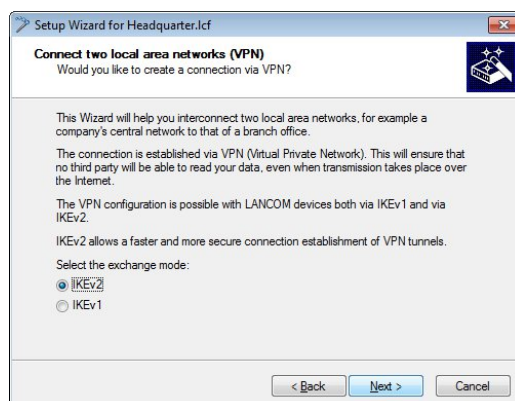 Setup Wizard for Headquarter.lcf
Connect two local area networks (VPN)
Would you like to create a connection via VPN?
This Wizard will help you interconnect two local area networks, for example a
company's central network to that of a branch office.
The connection is established via VPN (Virtual Private Network). This will ensure that
no third party will be able to read your data, even when transmission takes place over
the Internet.
The VPN configuration is possible with LANCOM devices both via IKEv1 and via
IKEv2.
IKEv2 allows a faster and more secure connection establishment of VPN tunnels.
Select the exchange mode:
IKEv2
IKEv1
< Back
Next >
Cancel